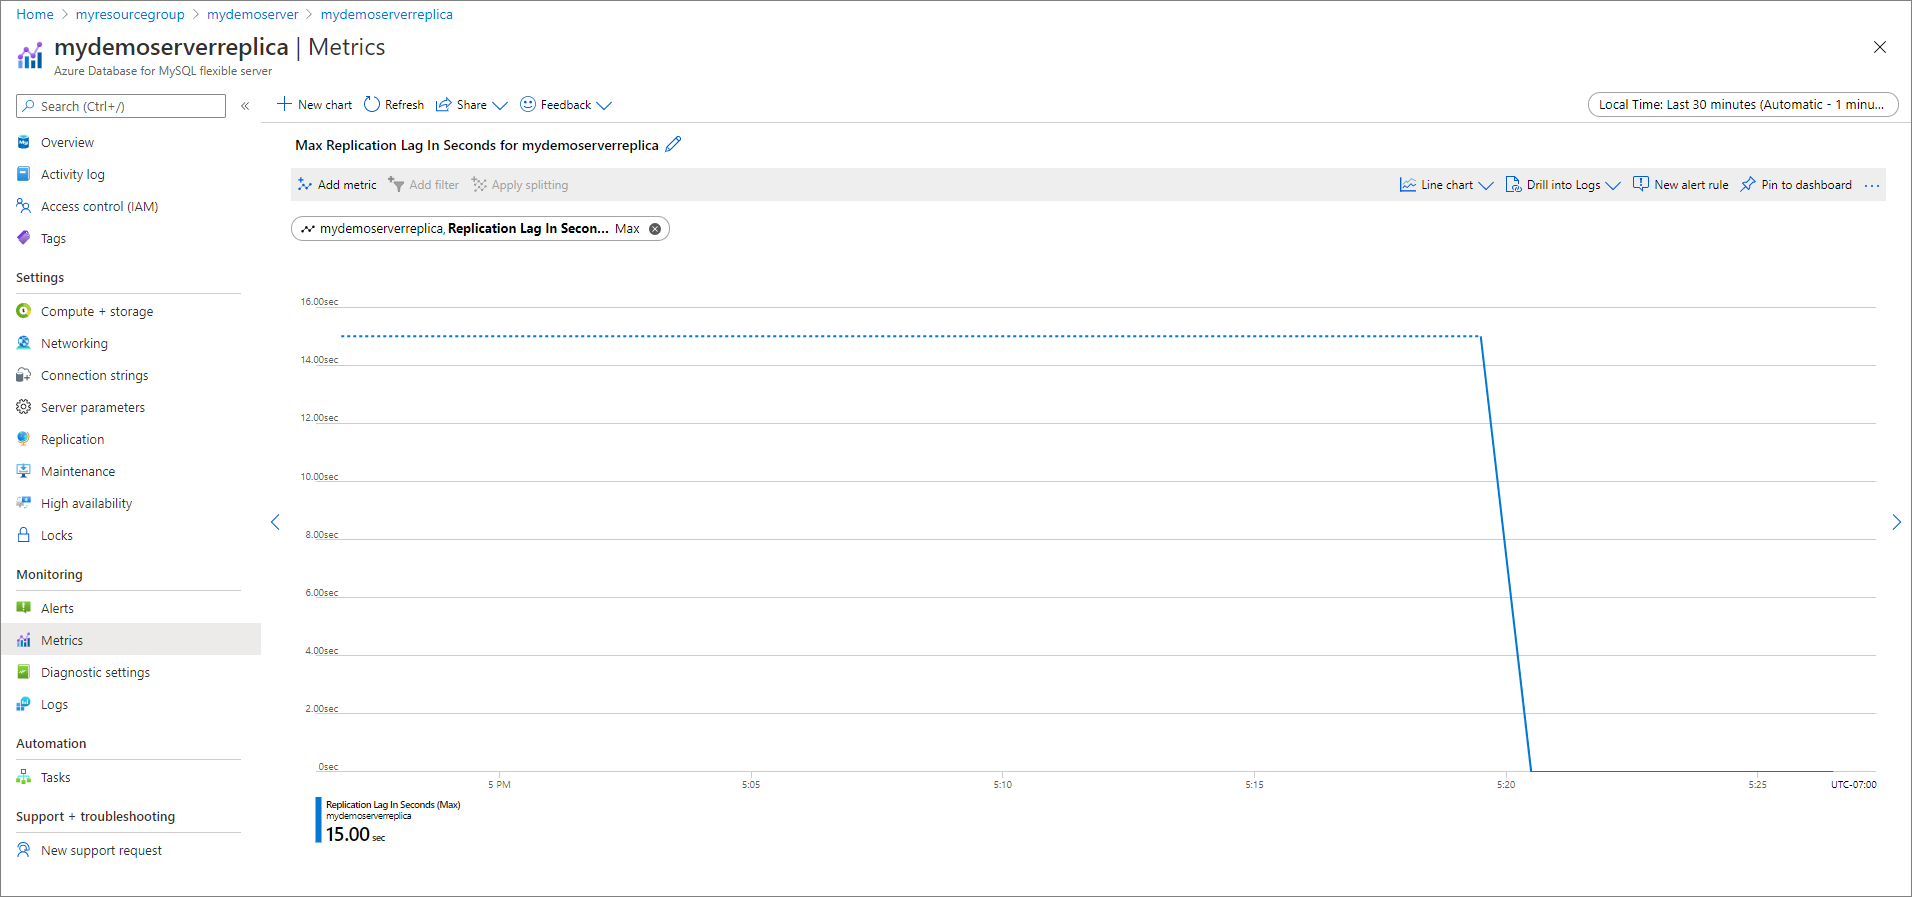 Home > myresourcegroup > mydemoserver > mydemoserverreplica
mydemoserverreplica | Metrics
Azure Database for MySQL flexible server
Search (Ctrl+/)
«
Overview
Activity log
Access control (IAM)
Tags
Settings
Compute + storage
Networking
Connection strings
Server parameters
Replication
Maintenance
High availability
Locks
Monitoring
Alerts
Metrics
Diagnostic settings
Logs
Automation
Tasks
Support + troubleshooting
New support request
New chart Refresh Share Feedback
Local Time: Last 30 minutes (Automatic - 1 minu...
Max Replication Lag In Seconds for mydemoserverreplica
Add metric Add filter Apply splitting
Line chart Drill into Logs New alert rule Pin to dashboard ...
mydemoserverreplica, Replication Lag In Secon... Max
16.00sec
14.00sec
12.00sec
10.00sec
8.00sec
6.00sec
4.00sec
2.00sec
0sec
5 PM 5:05 5:10 5:15 5:20 5:25 UTC-07:00
Replication Lag In Seconds (Max)
mydemoserverreplica
15.00 sec